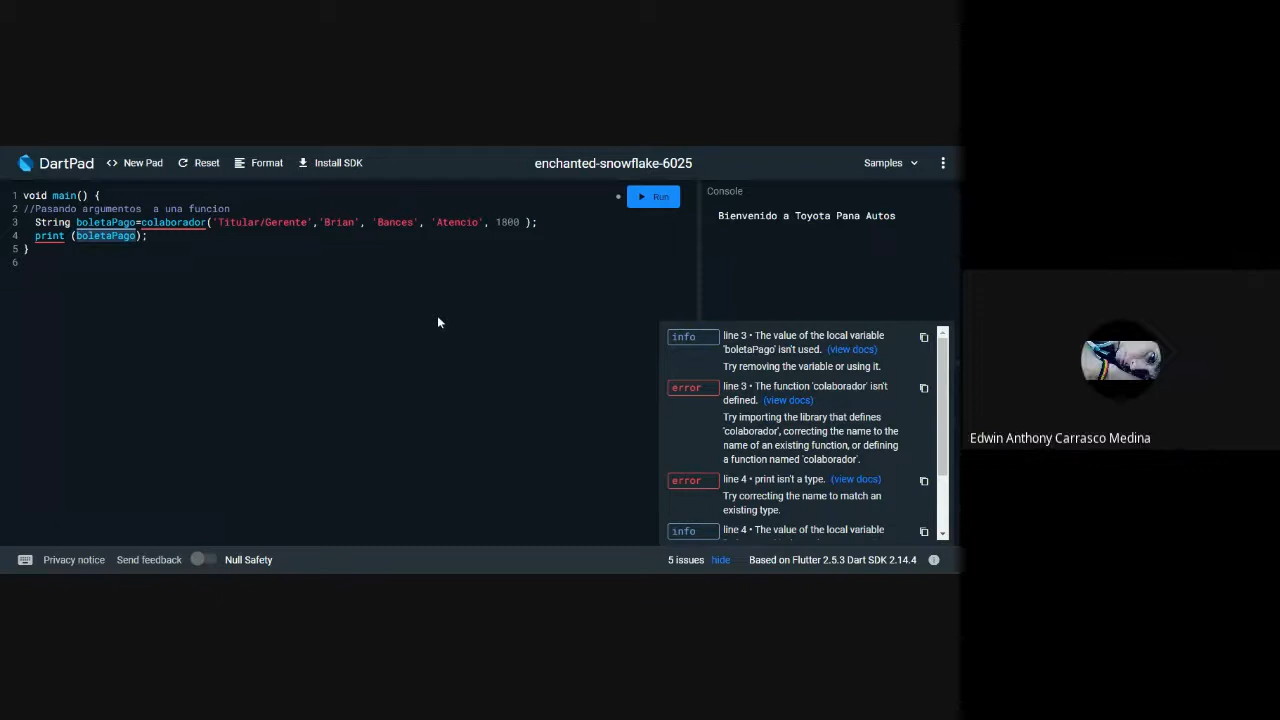 DartPad
<> New Pad
Reset
Format
Install SDK
enchanted-snowflake-6025
Samples
1 void main() {
2 //Pasando argumentos  a una funcion
3   String boletaPago=colaborador('Titular/Gerente','Brian', 'Bances', 'Atencio', 1800 );
4   print (boletaPago);
5 }
6
Run
Console
Bienvenido a Toyota Pana Autos
info
line 3 • The value of the local variable
'boletaPago' isn't used. (view docs)
Try removing the variable or using it.
error
line 3 • The function 'colaborador' isn't
defined. (view docs)
Try importing the library that defines
'colaborador', correcting the name to the
name of an existing function, or defining
a function named 'colaborador'.
error
line 4 • print isn't a type. (view docs)
Try correcting the name to match an
existing type.
info
line 4 • The value of the local variable
Privacy notice
Send feedback
Null Safety
5 issues
hide
Based on Flutter 2.5.3 Dart SDK 2.14.4
Edwin Anthony Carrasco Medina